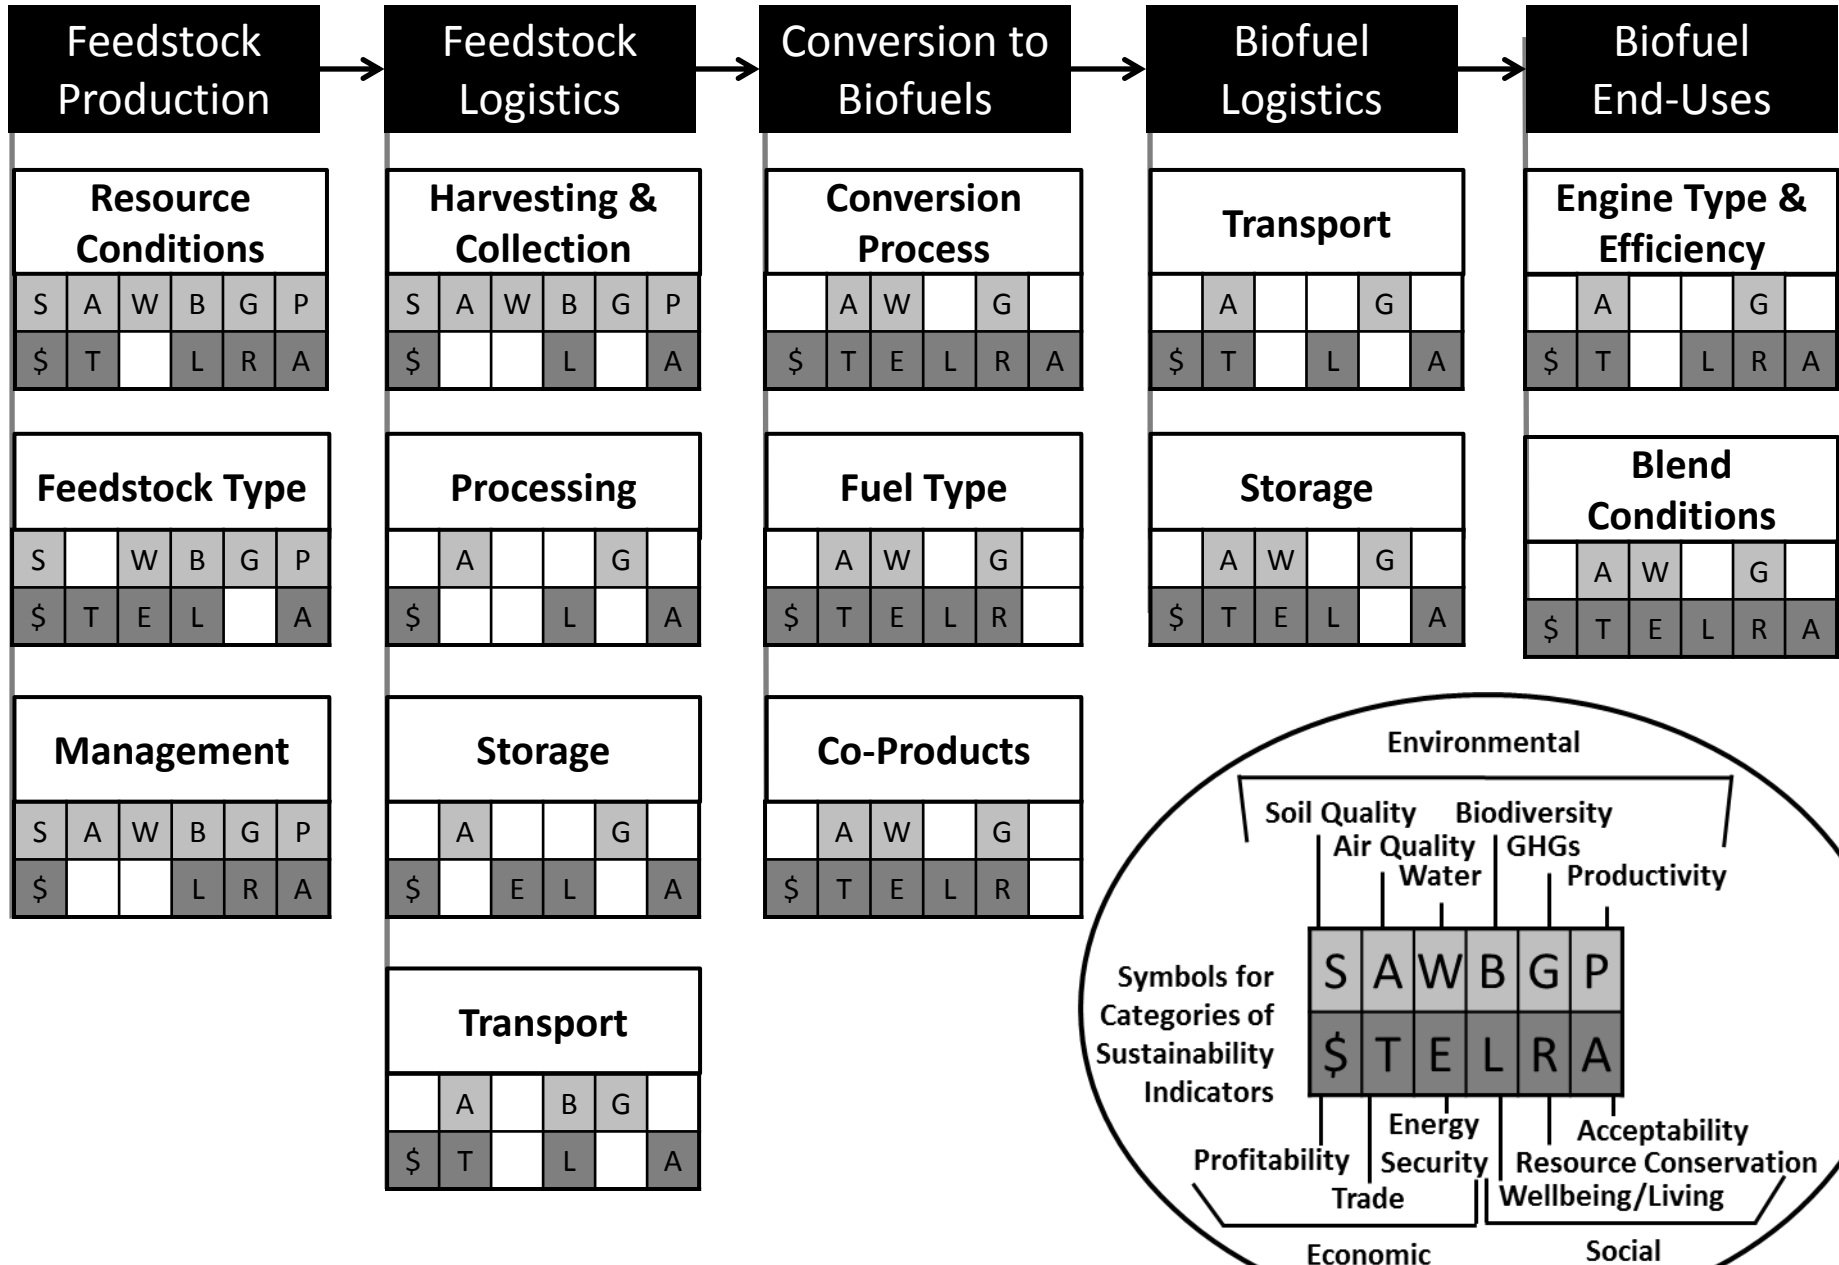 Feedstock
Production
Feedstock
Logistics
Conversion to
Biofuels
Biofuel
Logistics
Biofuel
End-Uses
Resource
Conditions
S A W B G P
$ T L R A
Feedstock Type
S W B G P
$ T E L A
Management
S A W B G P
$ L R A
Harvesting &
Collection
S A W B G P
$ L A
Processing
A G
$ L A
Storage
A G
$ E L A
Transport
A B G
$ T L A
Conversion
Process
A W G
$ T E L R A
Fuel Type
A W G
$ T E L R
Co-Products
A W G
$ T E L R
Transport
A G
$ T L A
Storage
A W G
$ T E L A
Engine Type &
Efficiency
A G
$ T L R A
Blend
Conditions
A W G
$ T E L R A
Environmental
Soil Quality Biodiversity
Air Quality GHGs
Water Productivity
Symbols for
Categories of
Sustainability
Indicators
S A W B G P
$ T E L R A
Energy
Security
Acceptability
Profitability
Resource Conservation
Trade
Wellbeing/Living
Economic
Social